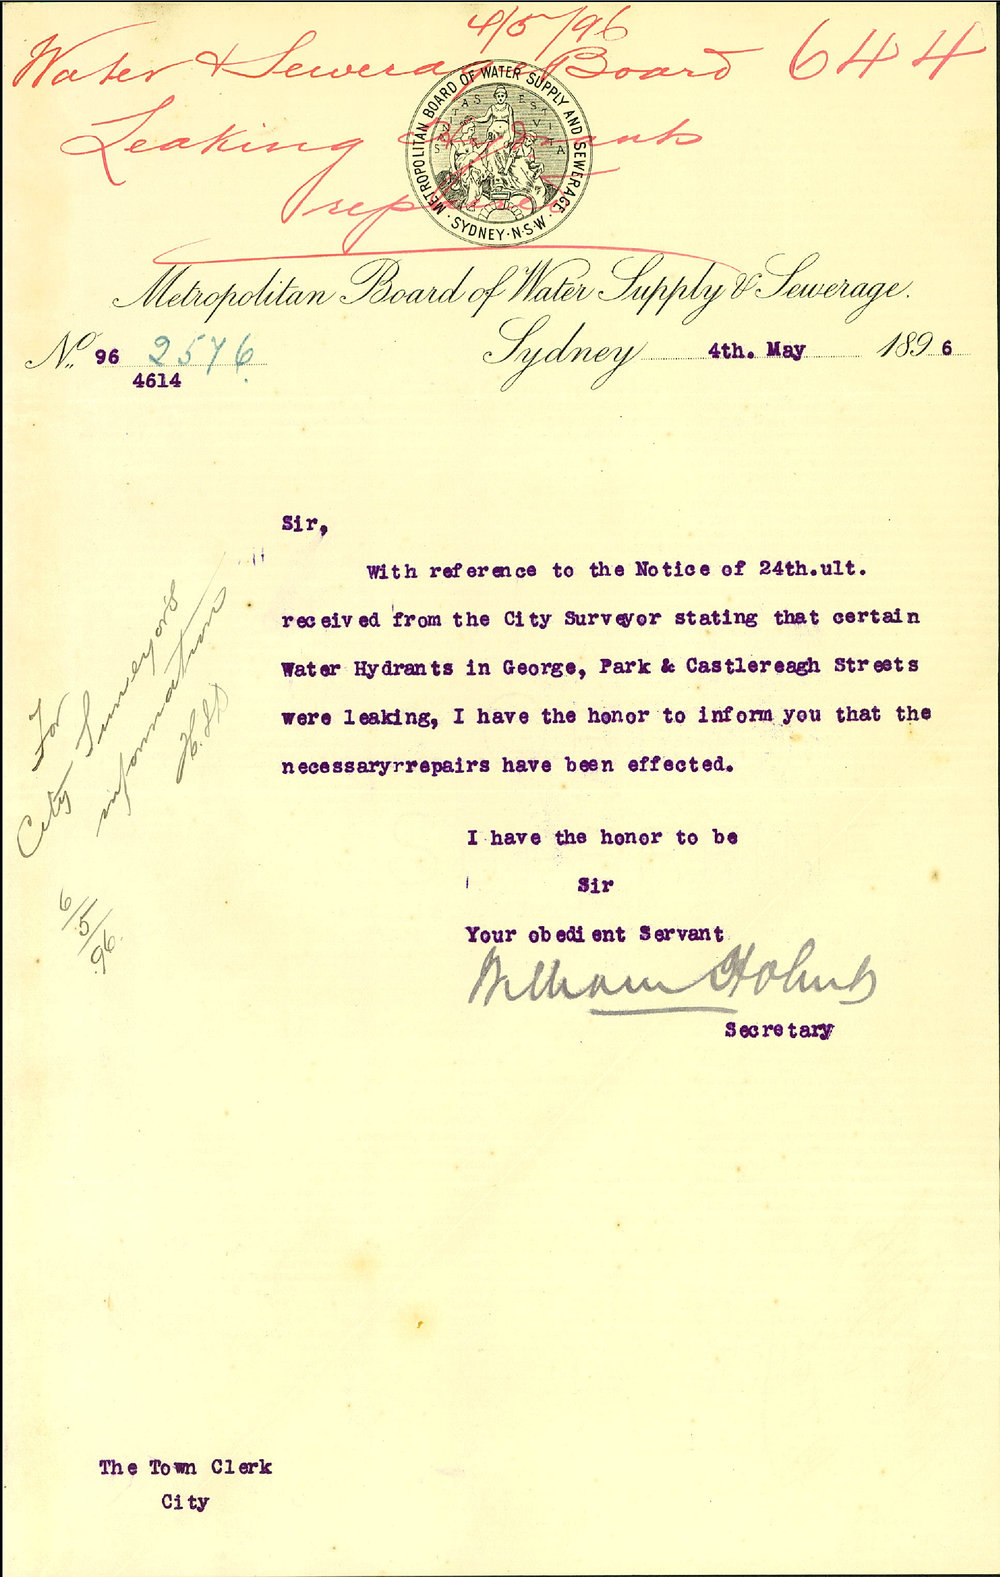 4/5/96
Water & Sewerage Board 644
Leaking Hydrants
repaired
METROPOLITAN BOARD OF WATER SUPPLY AND SEWERAGE.
· SYDNEY · N·S·W ·
Metropolitan Board of Water Supply & Sewerage.
No. 96 2576
4614
Sydney 4th. May 1896
Sir,
With reference to the Notice of 24th.ult.
received from the City Surveyor stating that certain
Water Hydrants in George, Park & Castlereagh Streets
were leaking, I have the honor to inform you that the
necessaryrrepairs have been effected.
I have the honor to be
Sir
Your obedient Servant
William Holmes
Secretary
For
City Surveyor's
information
6/5/96.
The Town Clerk
City